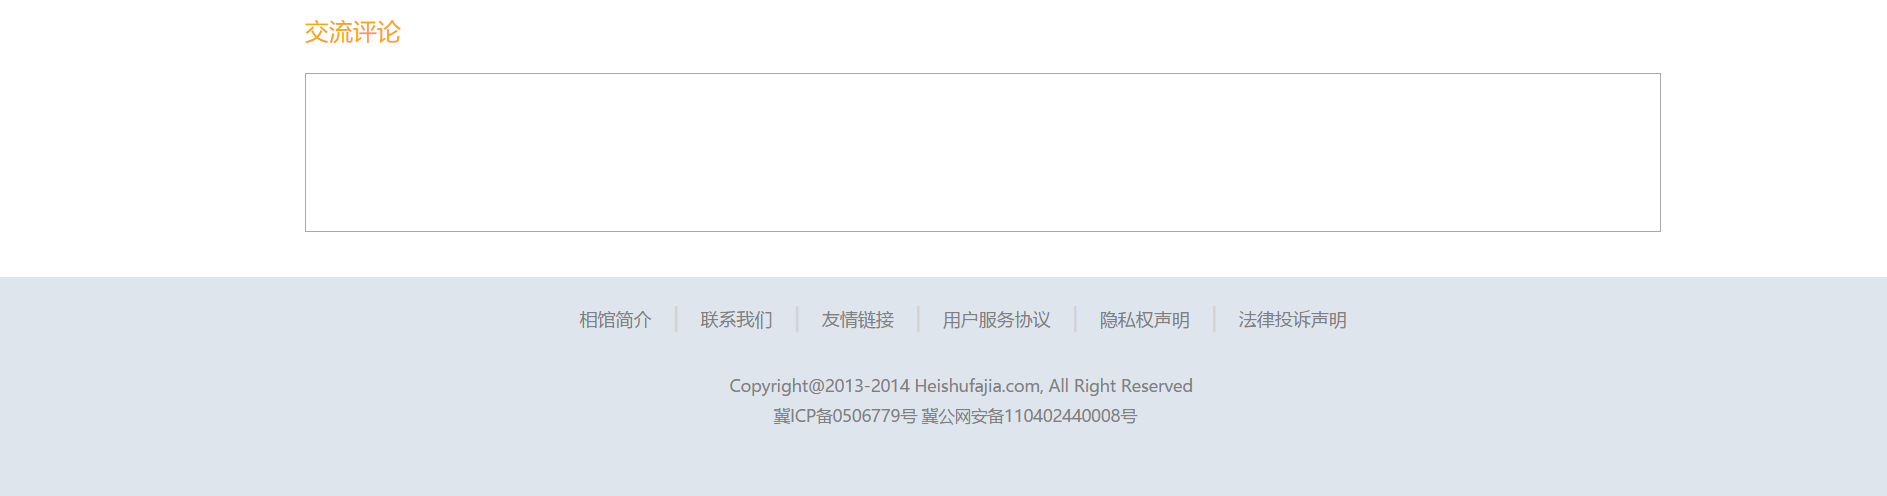 交流评论
相馆简介 联系我们 友情链接 用户服务协议 隐私权声明 法律投诉声明
Copyright@2013-2014 Heishufajia.com, All Right Reserved
冀ICP备0506779号 冀公网安备110402440008号